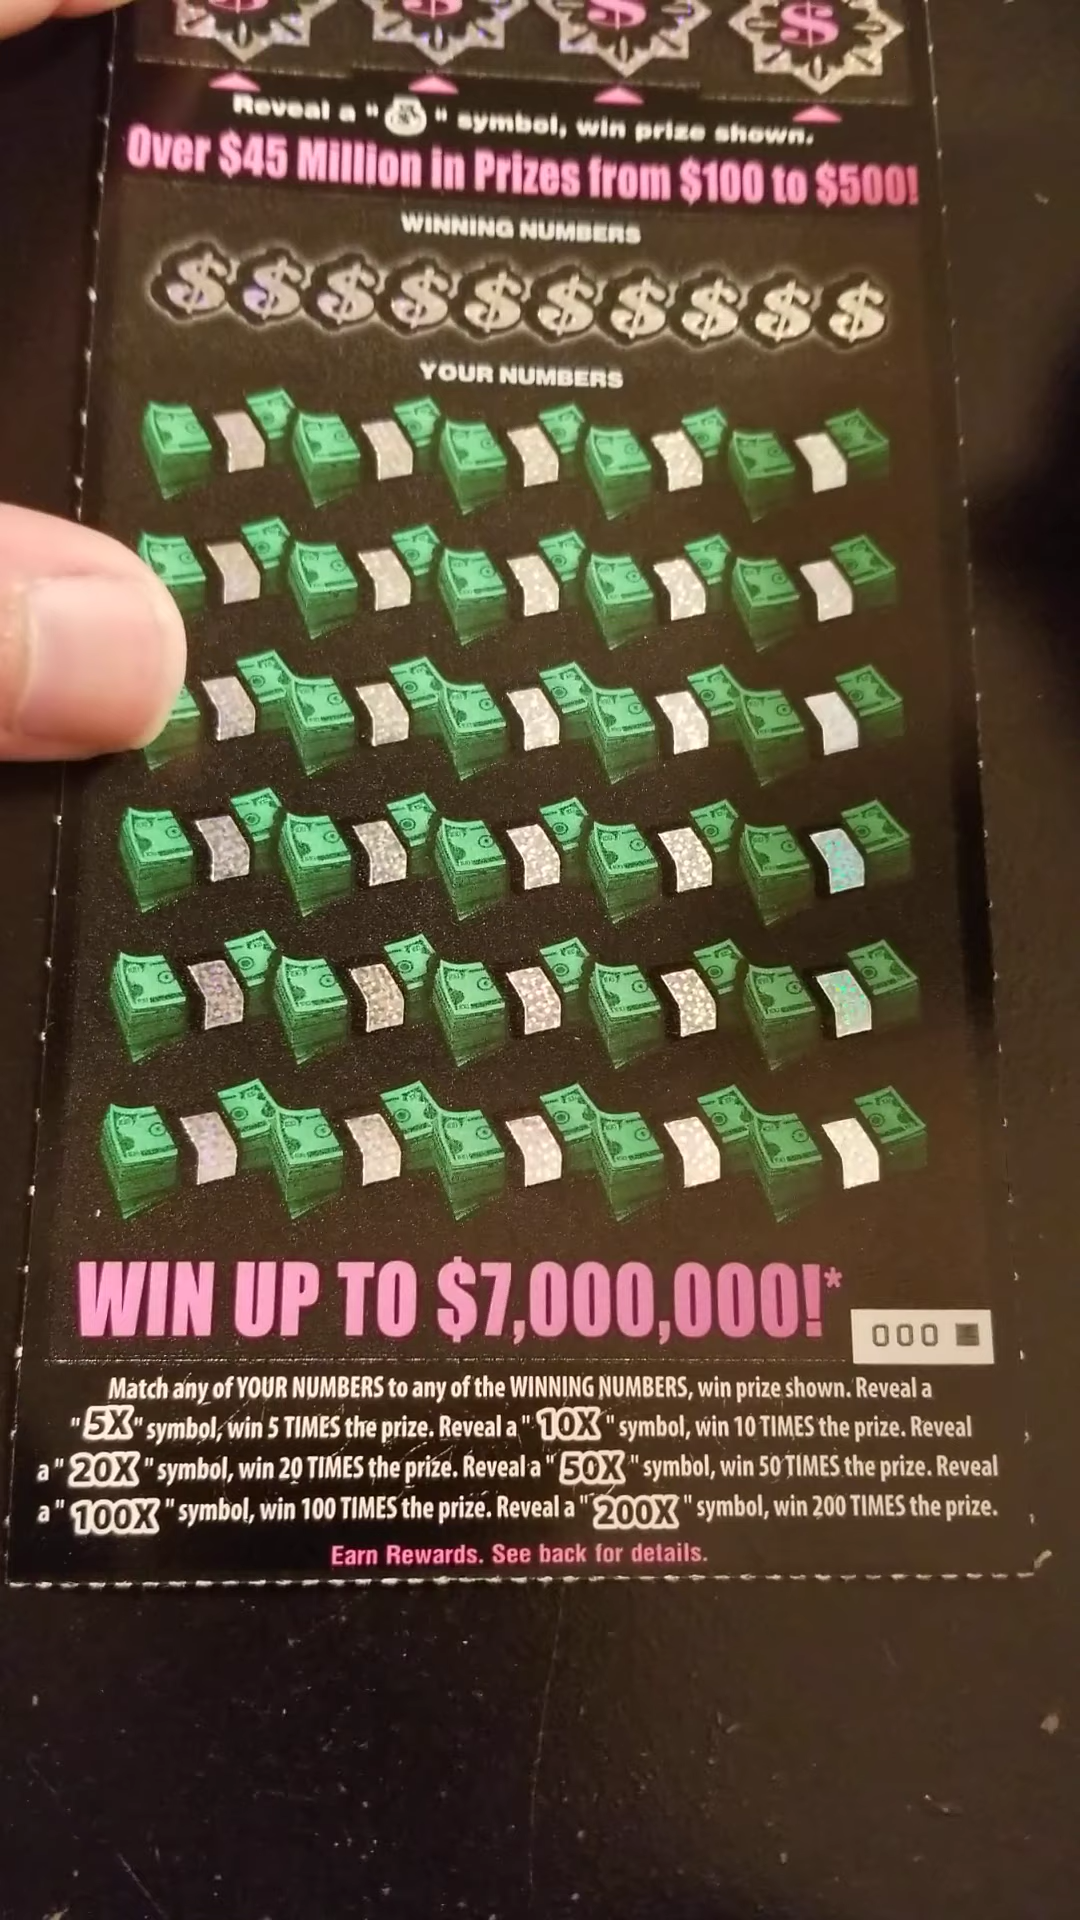 $ $ $ $
Reveal a " " symbol, win prize shown.
Over $45 Million in Prizes from $100 to $500!
WINNING NUMBERS
$ $ $ $ $ $ $ $ $ $
YOUR NUMBERS
WIN UP TO $7,000,000!*
000
Match any of YOUR NUMBERS to any of the WINNING NUMBERS, win prize shown. Reveal a
"5X" symbol, win 5 TIMES the prize. Reveal a "10X" symbol, win 10 TIMES the prize. Reveal
a "20X" symbol, win 20 TIMES the prize. Reveal a "50X" symbol, win 50 TIMES the prize. Reveal
a "100X" symbol, win 100 TIMES the prize. Reveal a "200X" symbol, win 200 TIMES the prize.
Earn Rewards. See back for details.